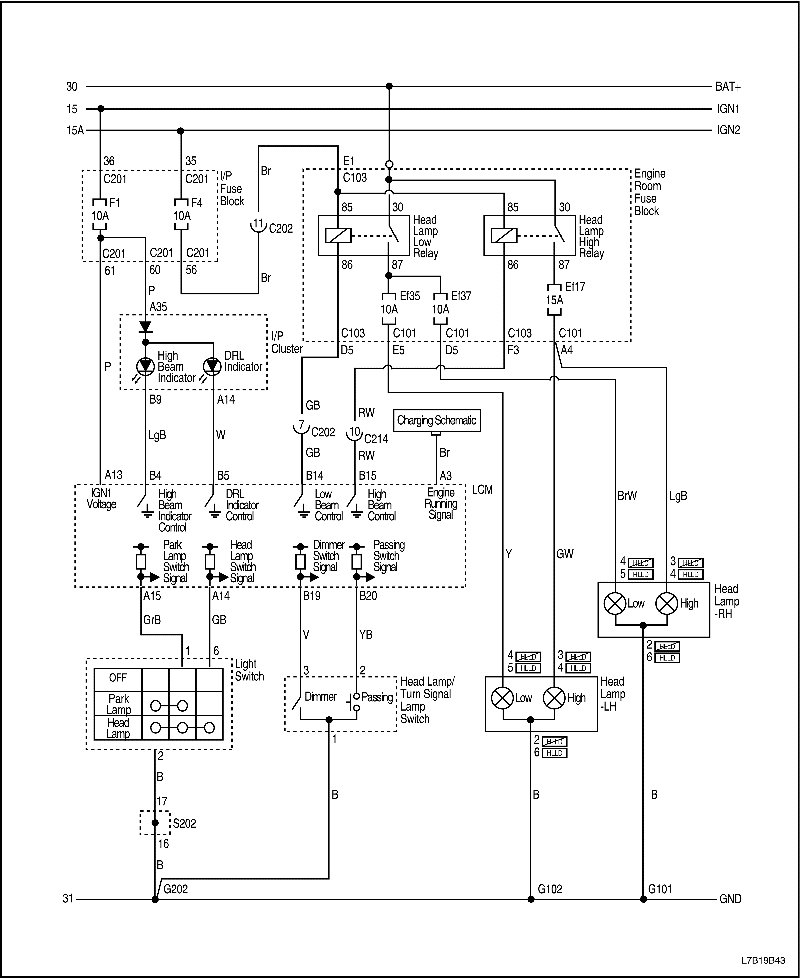 30
BAT+
15
IGN1
15A
IGN2
36
35
E1
C201
C201
I/P
Fuse
Block
Br
C103
Engine
Room
Fuse
Block
F1
10A
F4
10A
11
C202
85
30
Head
Lamp
Low
Relay
85
30
Head
Lamp
High
Relay
C201
C201
C201
61
60
56
Br
86
87
86
87
P
A35
Ef35
10A
Ef37
10A
Ef17
15A
I/P
Cluster
C103
C101
C101
C103
C101
D5
E5
D5
F3
A4
High
Beam
Indicator
DRL
Indicator
P
B9
A14
GB
RW
Charging Schematic
LgB
W
7
C202
10
C214
Br
GB
RW
A13
B4
B5
B14
B15
A3
LCM
IGN1
Voltage
High
Beam
Indicator
Control
DRL
Indicator
Control
Low
Beam
Control
High
Beam
Control
Engine
Running
Signal
BrW
LgB
Park
Lamp
Switch
Signal
Head
Lamp
Switch
Signal
Dimmer
Switch
Signal
Passing
Switch
Signal
Y
GW
4
3
5 HLLD
4 HLLD
A15
A14
B19
B20
Low
High
Head
Lamp
-RH
GrB
GB
V
YB
2
6 HLLD
1
6
4
3
5 HLLD
4 HLLD
Light
Switch
3
2
OFF
Park
Lamp
Head
Lamp
Dimmer
Passing
Head Lamp/
Turn Signal
Lamp
Switch
Low
High
Head
Lamp
-LH
2
1
2
6 HLLD
B
17
B
B
B
S202
16
B
G202
G102
G101
31
GND
L7B19B43